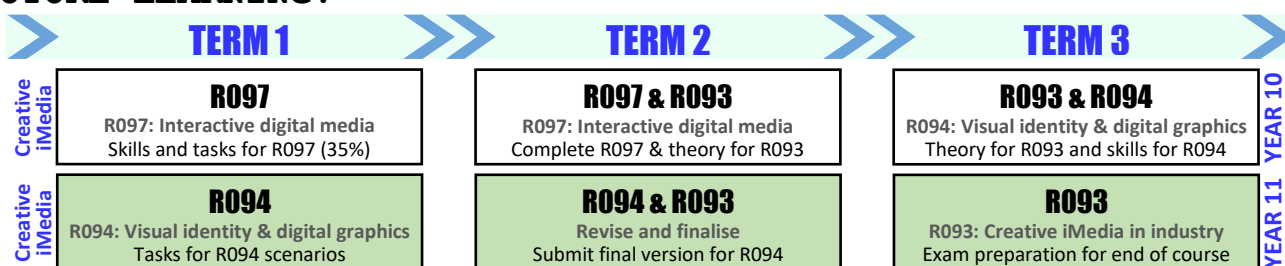 TERM 1
TERM 2
TERM 3
Creative
iMedia
R097
R097: Interactive digital media
Skills and tasks for R097 (35%)
R097 & R093
R097: Interactive digital media
Complete R097 & theory for R093
R093 & R094
R094: Visual identity & digital graphics
Theory for R093 and skills for R094
YEAR 10
Creative
iMedia
R094
R094: Visual identity & digital graphics
Tasks for R094 scenarios
R094 & R093
Revise and finalise
Submit final version for R094
R093
R093: Creative iMedia in industry
Exam preparation for end of course
YEAR 11